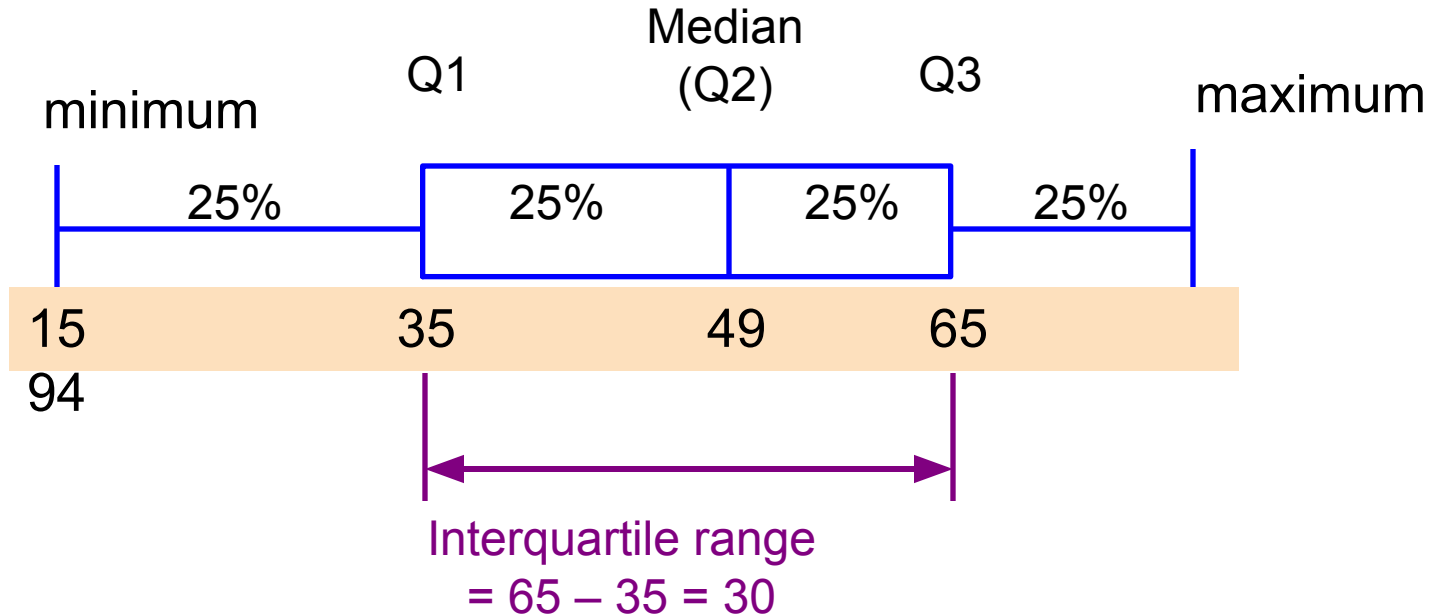 Median
(Q2)
Q1
Q3
minimum
maximum
25%
25%
25%
25%
15
35
49
65
94
Interquartile range
= 65 – 35 = 30